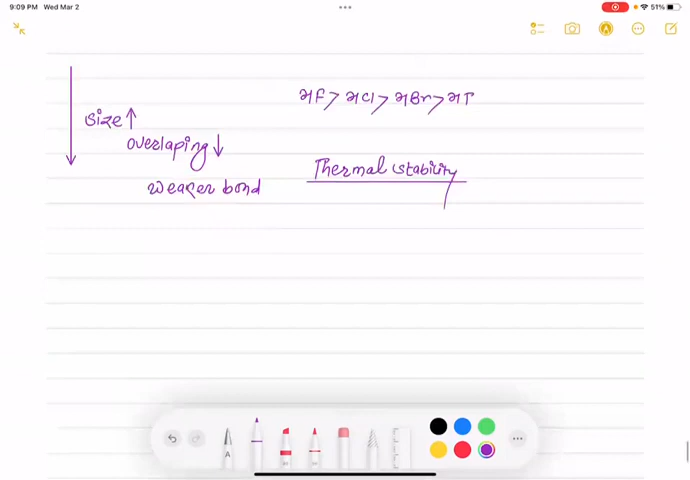 9:09 PM Wed Mar 2
51%
HF > HCl > HBr > HI
Size ↑
overlaping ↓
Thermal stability
weaker bond
A